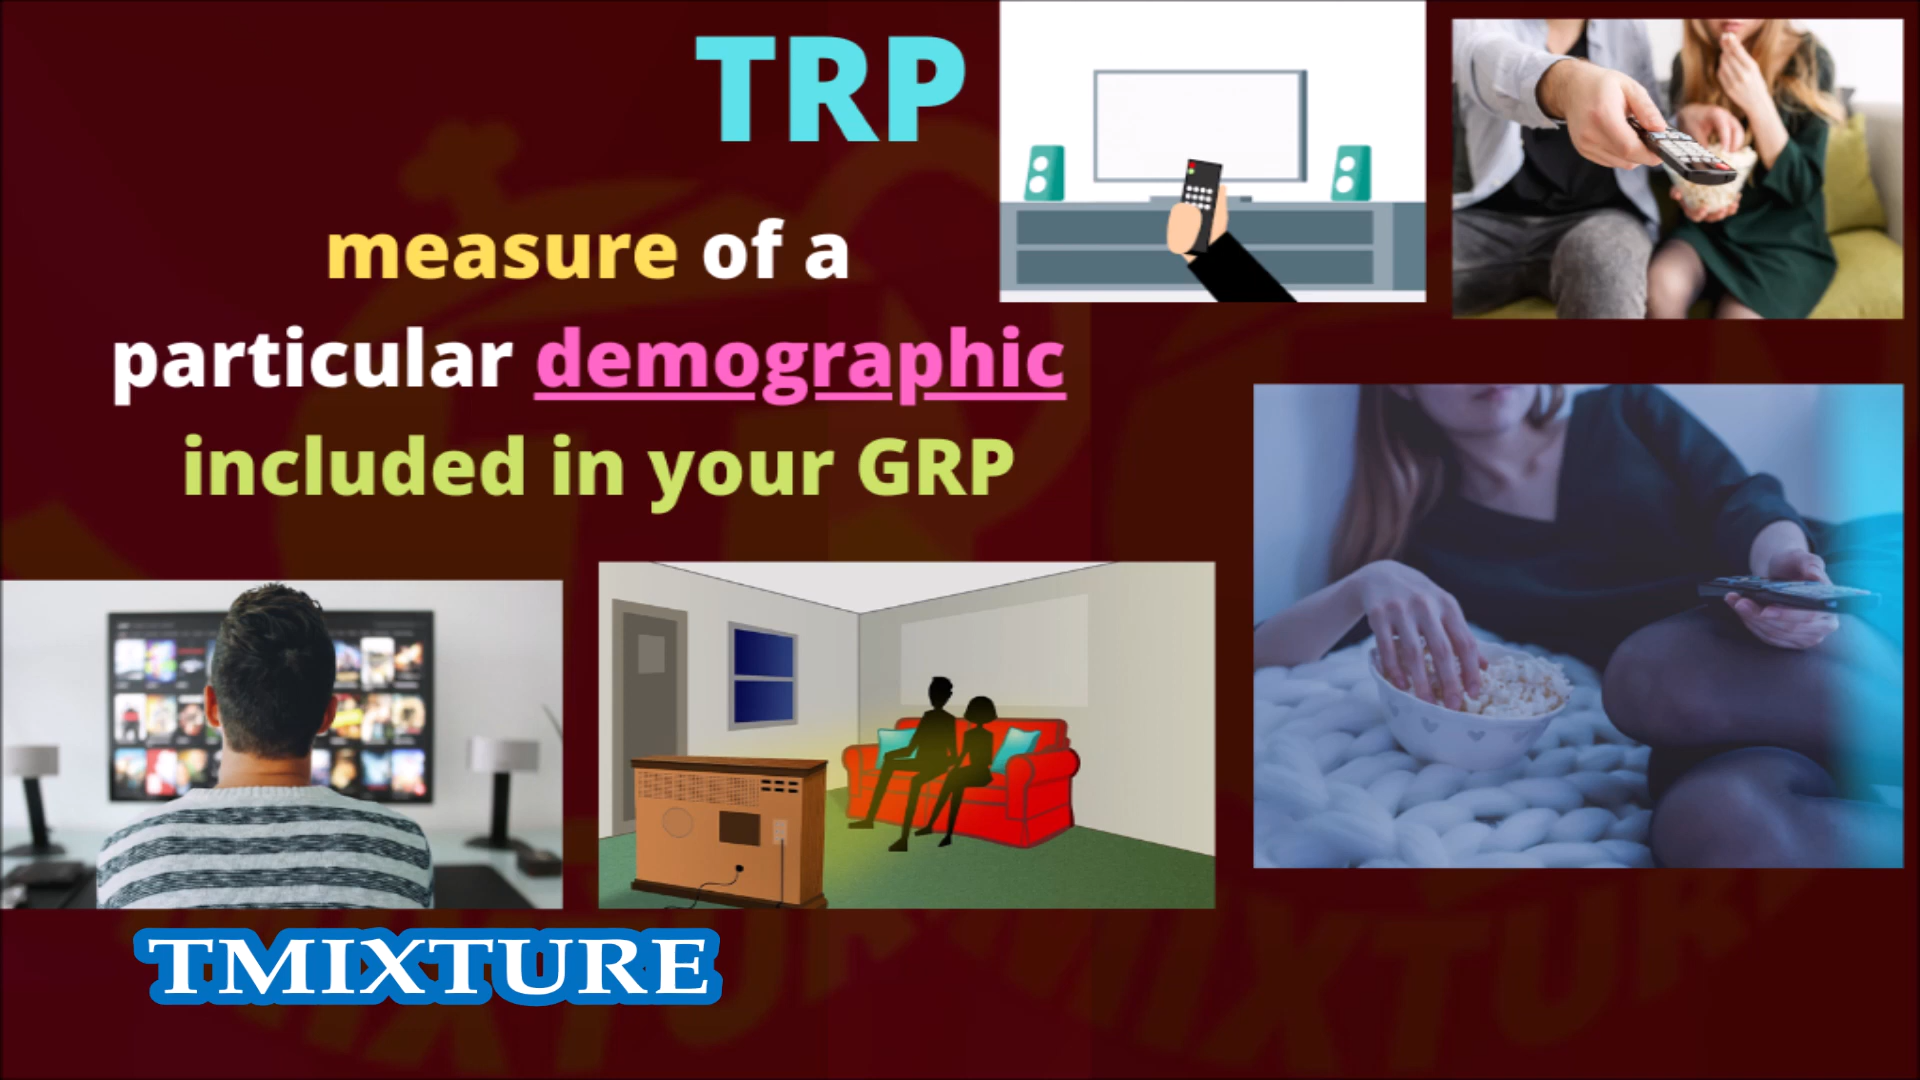 TRP
measure of a
particular demographic
included in your GRP
TMIXTURE